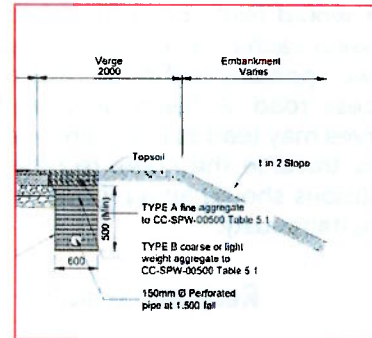 Verge
2000
Embankment
Varies
Topsoil
1 in 2 Slope
500 (Min)
TYPE A fine aggregate
to CC-SPW-00500 Table 5.1
TYPE B coarse or light
weight aggregate to
CC-SPW-00500 Table 5.1
600
150mm Ø Perforated
pipe at 1:500 fall